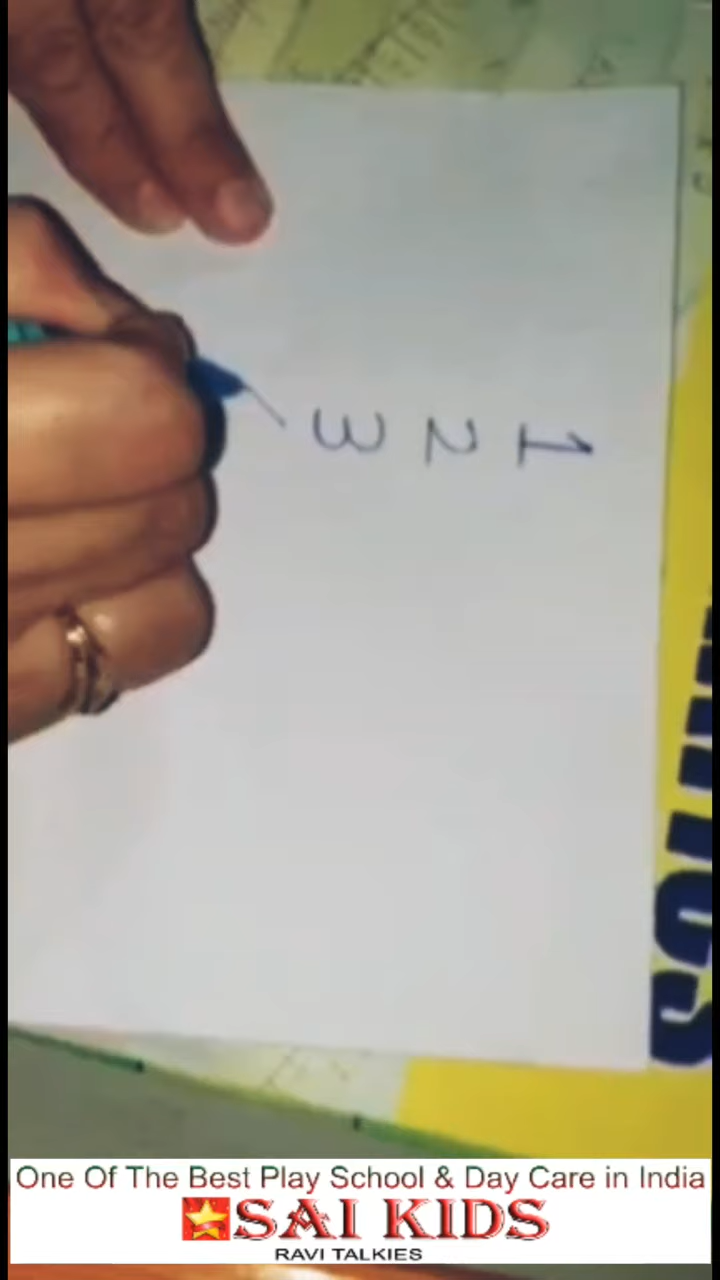 1
2
3
One Of The Best Play School & Day Care in India
SAI KIDS
RAVI TALKIES